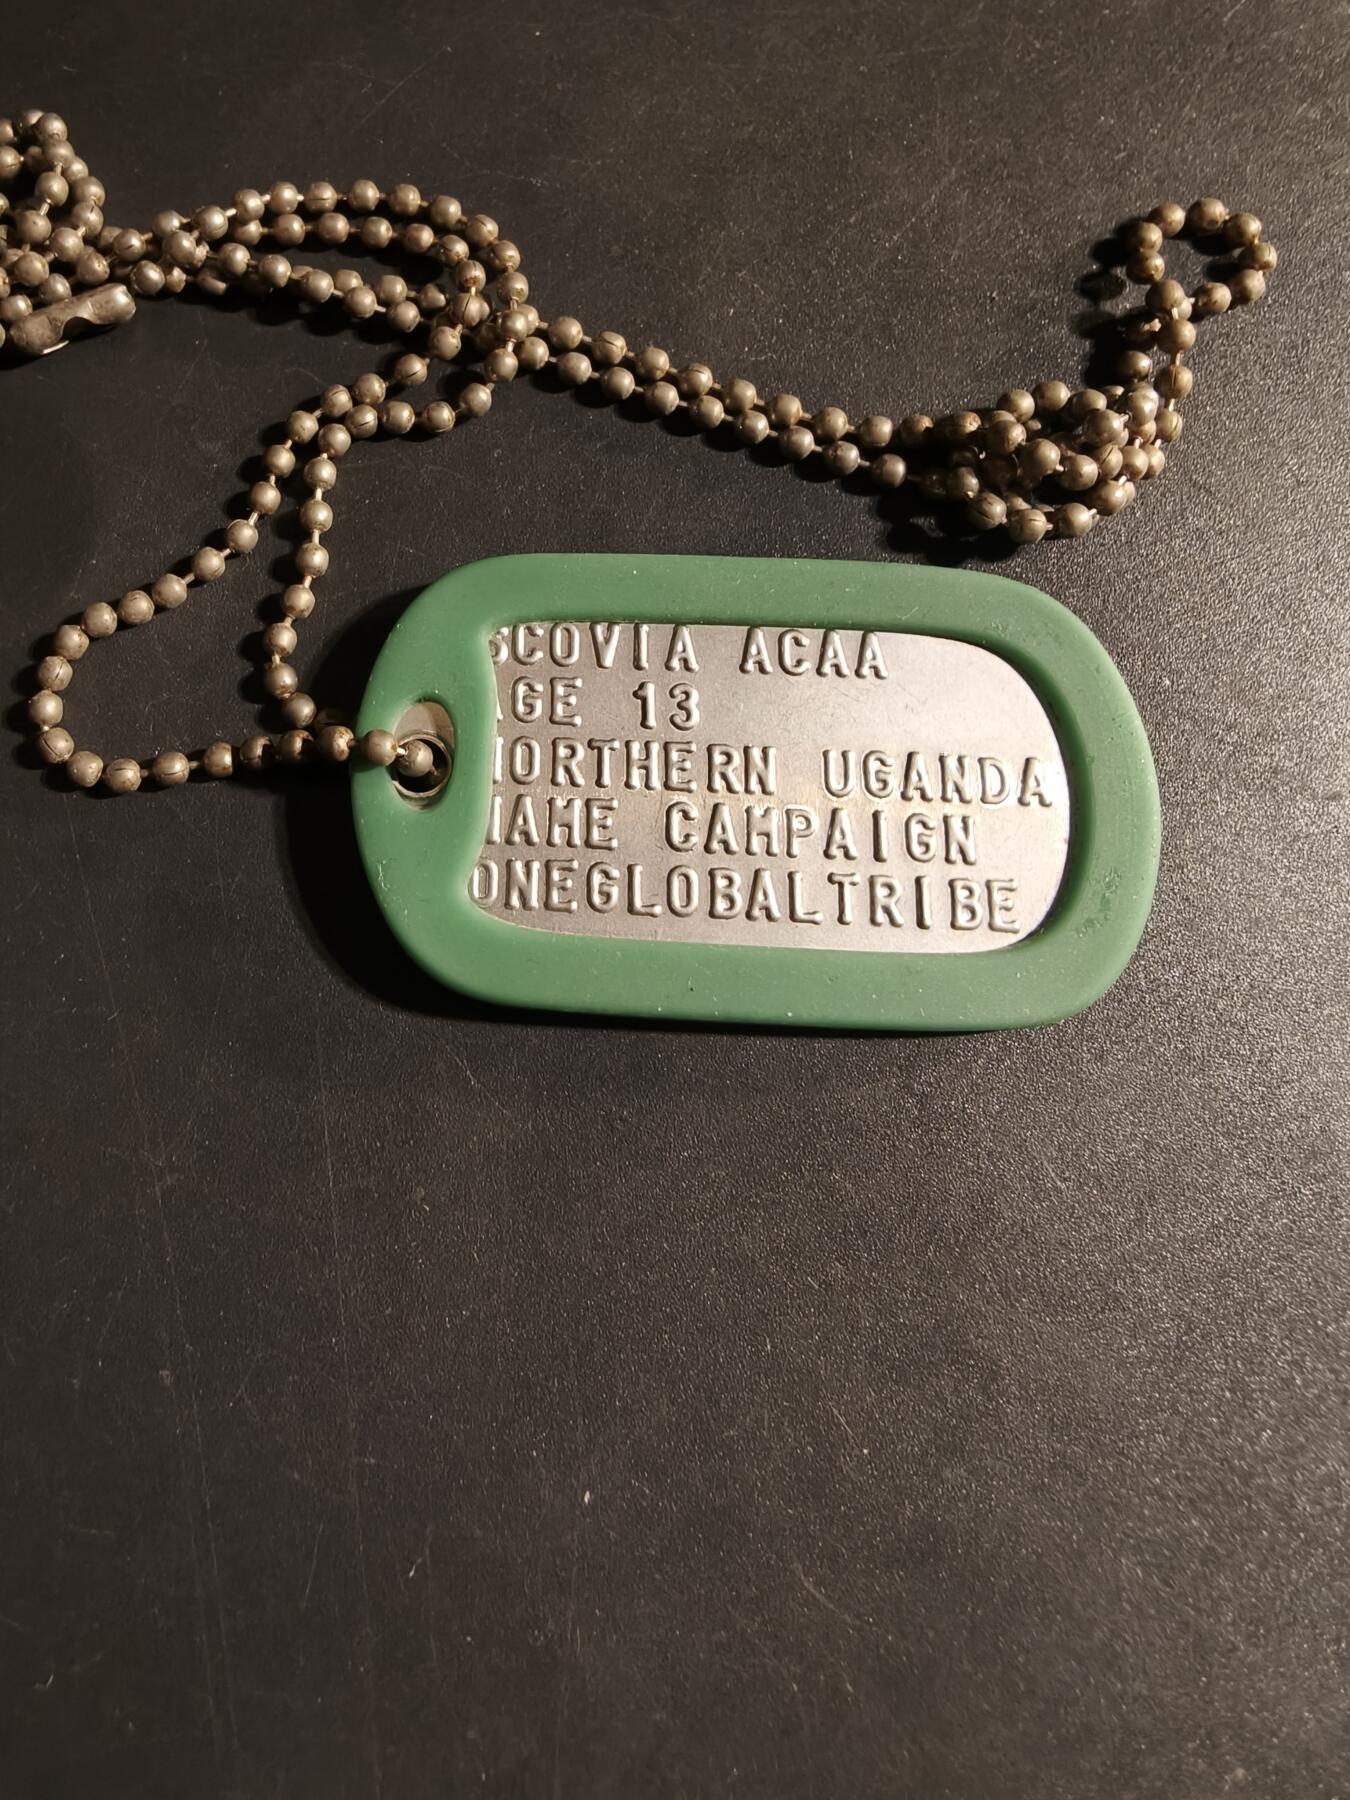 SCOVIA ACAA
AGE 13
NORTHERN UGANDA
NAME CAMPAIGN
ONEGLOBALTRIBE